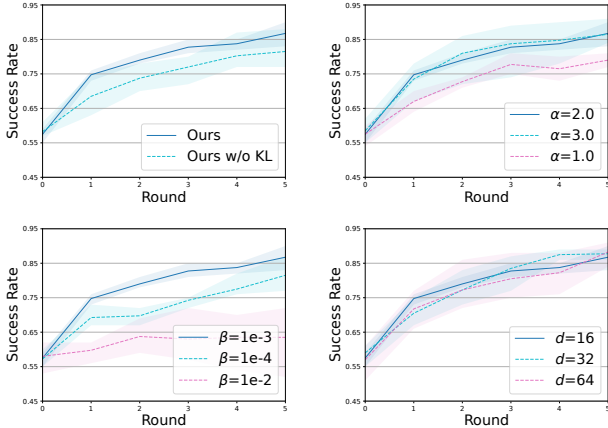 0.95
0.85
0.75
0.65
0.55
0.45
Success Rate
0 1 2 3 4 5
Round
Ours
Ours w/o KL
0.95
0.85
0.75
0.65
0.55
0.45
Success Rate
0 1 2 3 4 5
Round
α=2.0
α=3.0
α=1.0
0.95
0.85
0.75
0.65
0.55
0.45
Success Rate
0 1 2 3 4 5
Round
β=1e-3
β=1e-4
β=1e-2
0.95
0.85
0.75
0.65
0.55
0.45
Success Rate
0 1 2 3 4 5
Round
d=16
d=32
d=64